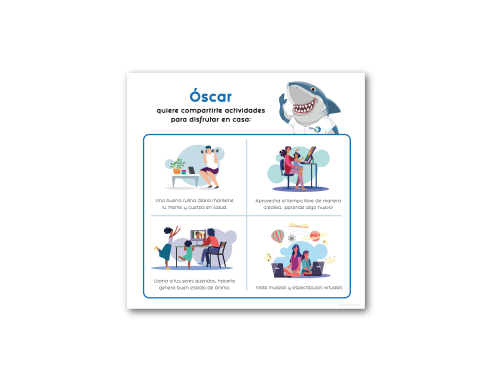 Óscar
quiere compartirte actividades
para disfrutar en casa:
Una buena rutina diaria mantiene
tu mente y cuerpo en salud.
Aprovecha el tiempo libre de manera
creativa, ¡aprende algo nuevo!
Llama a tus seres queridos, hacerlo
genera buen estado de ánimo.
Visita museos y espectáculos virtuales